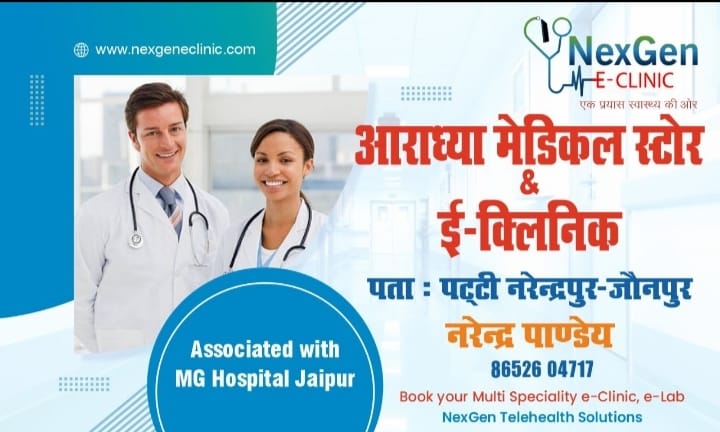 www.nexgeneclinic.com
NexGen
E-CLINIC
एक प्रयास स्वास्थ्य की ओर
आराध्या मेडिकल स्टोर
&
ई-क्लिनिक
पता : पट्टी नरेन्द्रपुर-जौनपुर
नरेन्द्र पाण्डेय
86526 04717
Associated with
MG Hospital Jaipur
Book your Multi Speciality e-Clinic, e-Lab
NexGen Telehealth Solutions